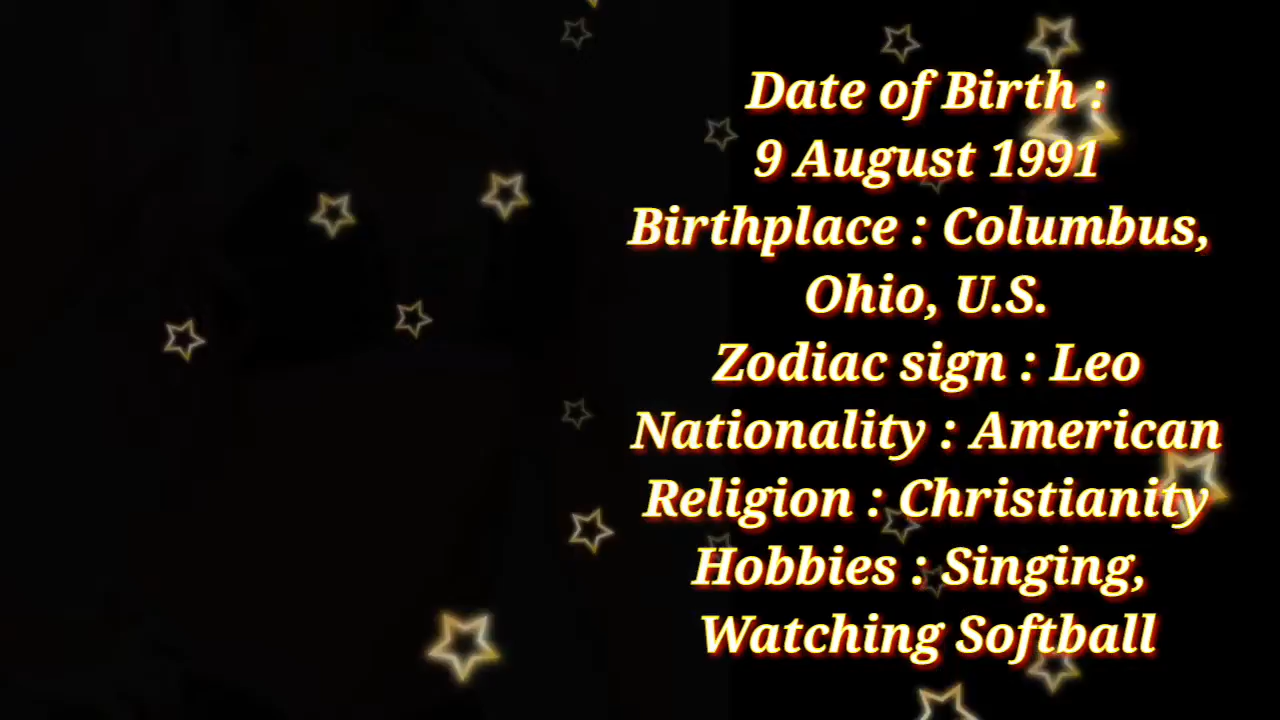 Date of Birth :
9 August 1991
Birthplace : Columbus,
Ohio, U.S.
Zodiac sign : Leo
Nationality : American
Religion : Christianity
Hobbies : Singing,
Watching Softball